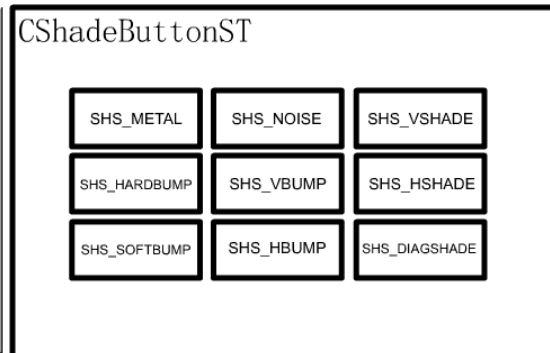 CShadeButtonST
SHS_METAL SHS_NOISE SHS_VSHADE
SHS_HARDBUMP SHS_VBUMP SHS_HSHADE
SHS_SOFTBUMP SHS_HBUMP SHS_DIAGSHADE